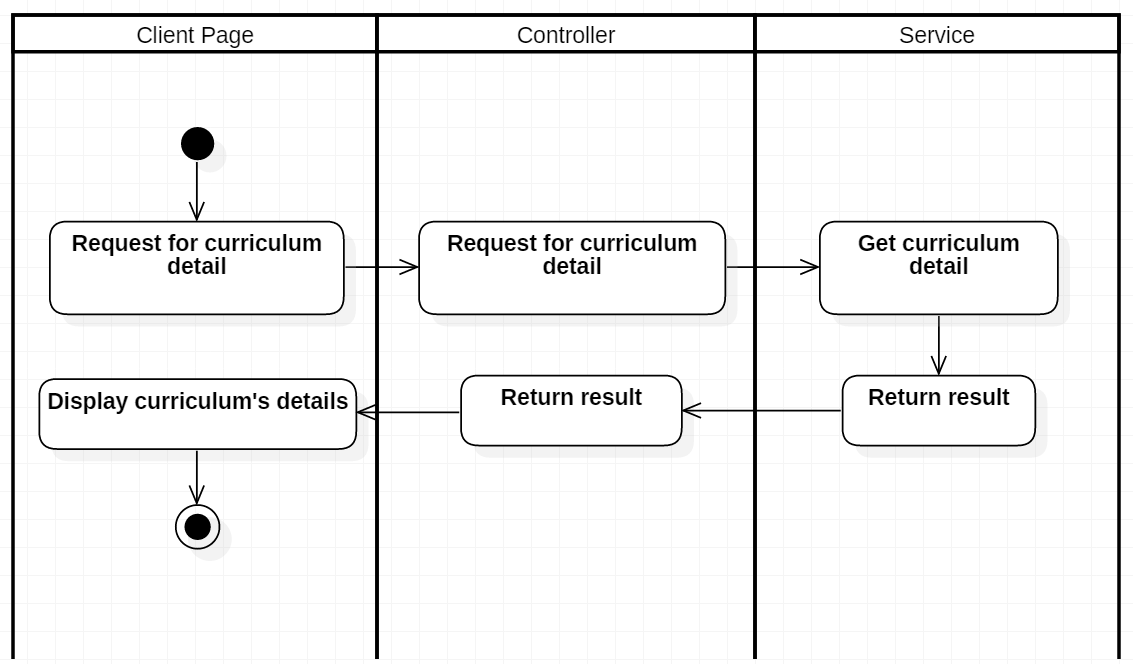 Client Page
Controller
Service
Request for curriculum
detail
Request for curriculum
detail
Get curriculum
detail
Display curriculum's details
Return result
Return result